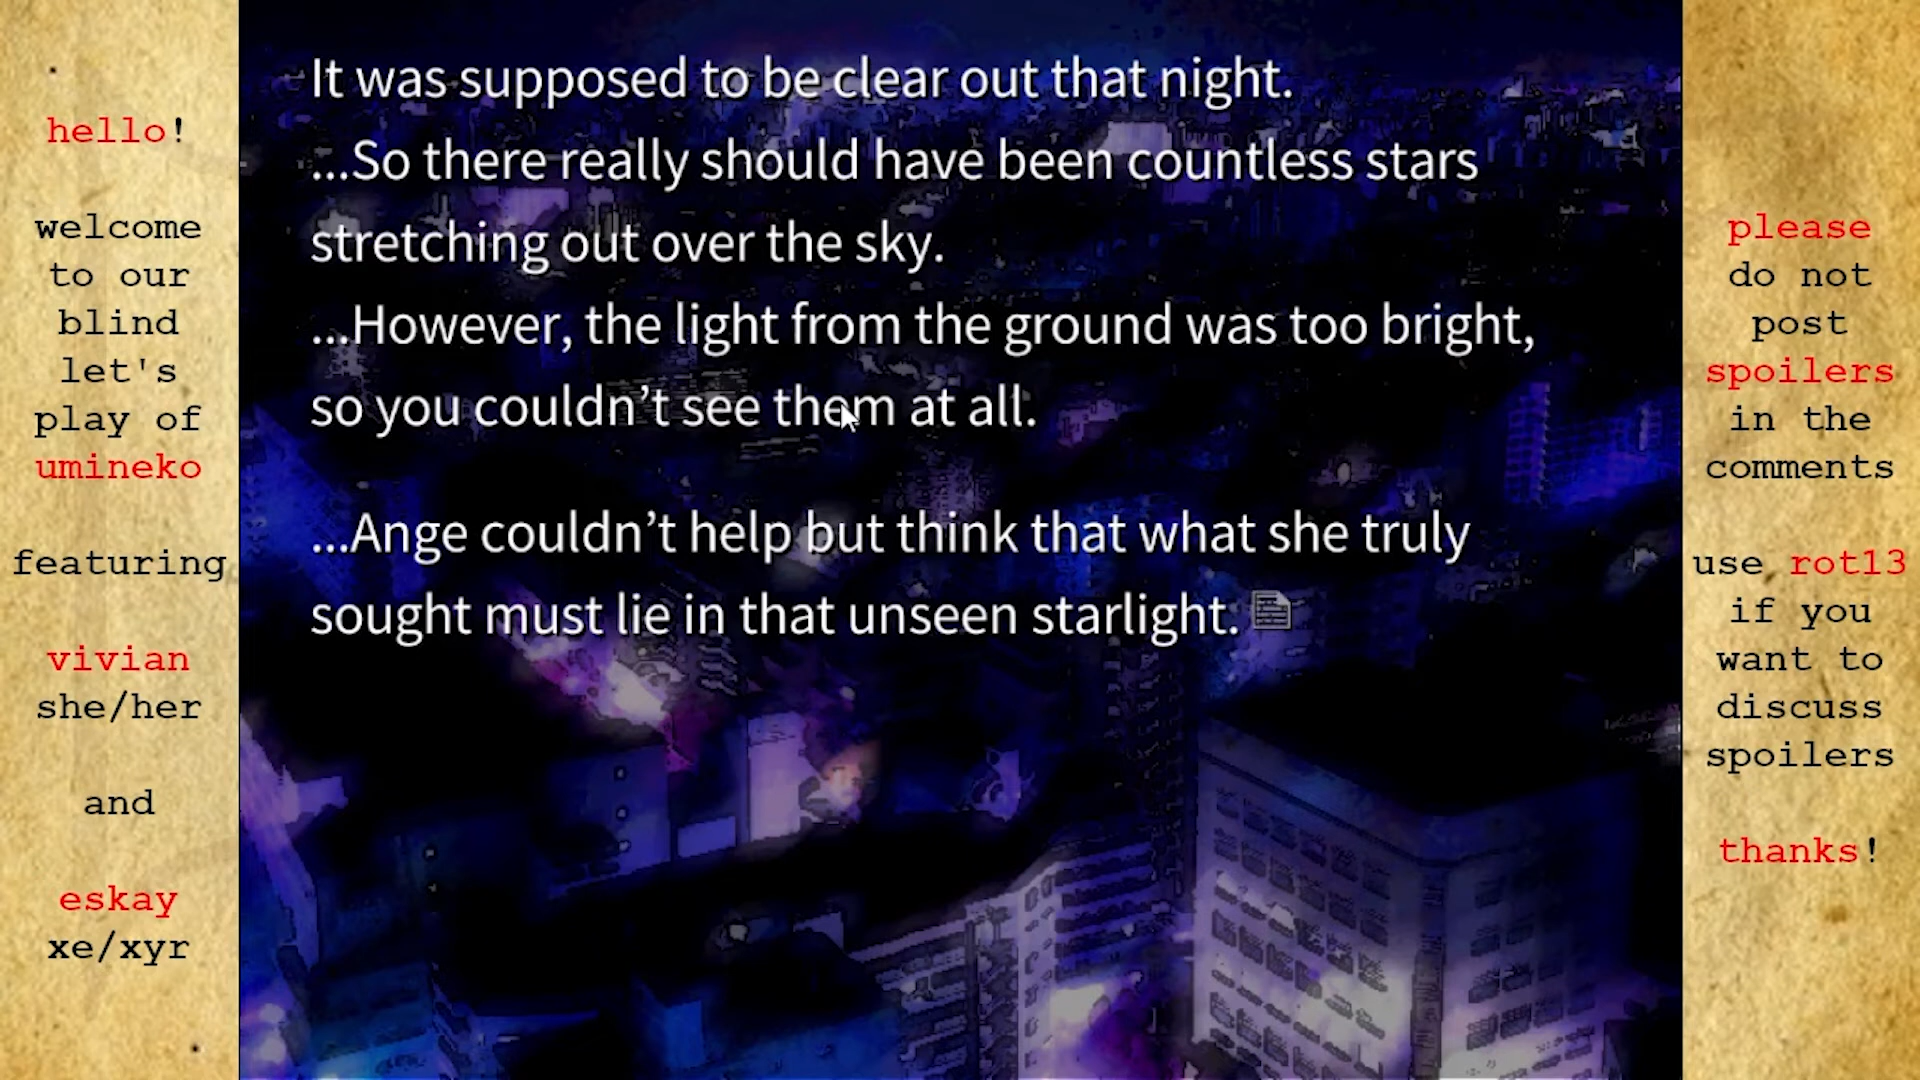 hello!
welcome
to our
blind
let's
play of
umineko
featuring
vivian
she/her
and
eskay
xe/xyr
It was supposed to be clear out that night.
...So there really should have been countless stars
stretching out over the sky.
...However, the light from the ground was too bright,
so you couldn’t see them at all.
...Ange couldn’t help but think that what she truly
sought must lie in that unseen starlight.
please
do not
post
spoilers
in the
comments
use rot13
if you
want to
discuss
spoilers
thanks!